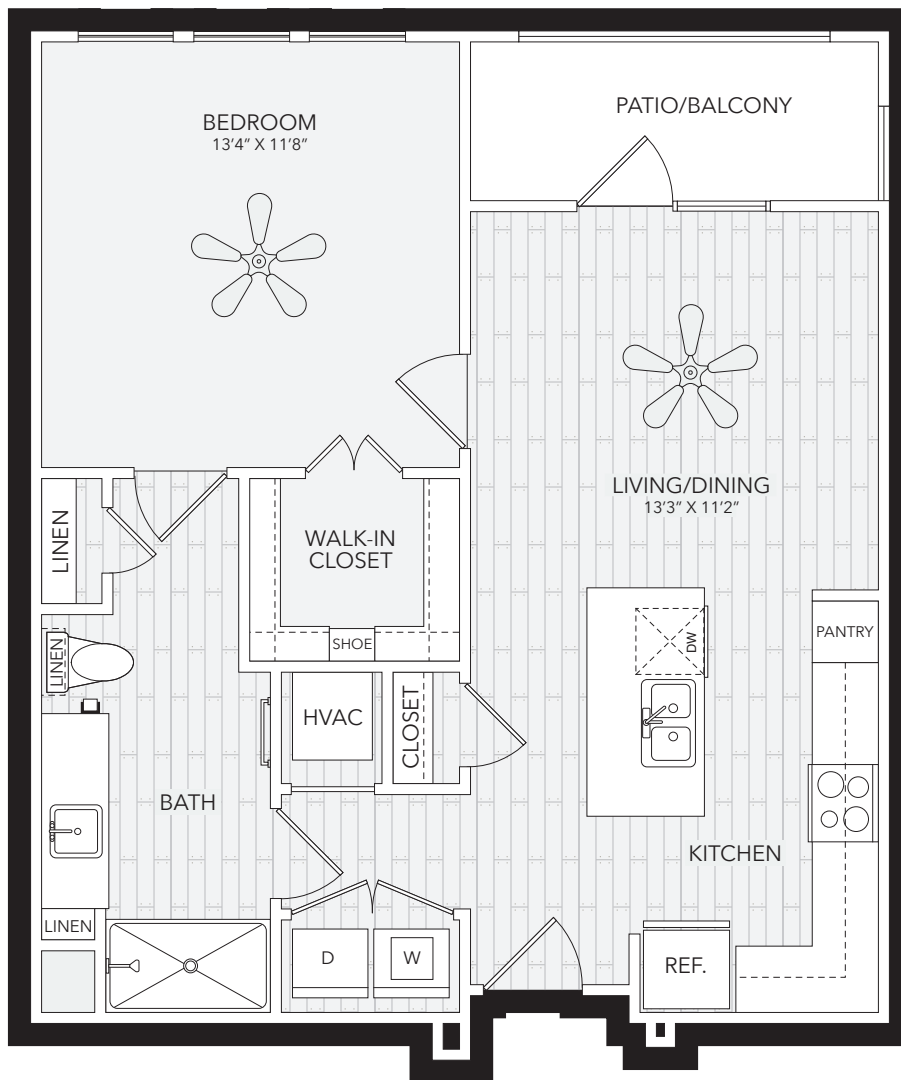 BEDROOM
13'4" X 11'8"
PATIO/BALCONY
LIVING/DINING
13'3" X 11'2"
LINEN
WALK-IN
CLOSET
SHOE
PANTRY
DW
LINEN
HVAC
CLOSET
BATH
KITCHEN
LINEN
D
W
REF.